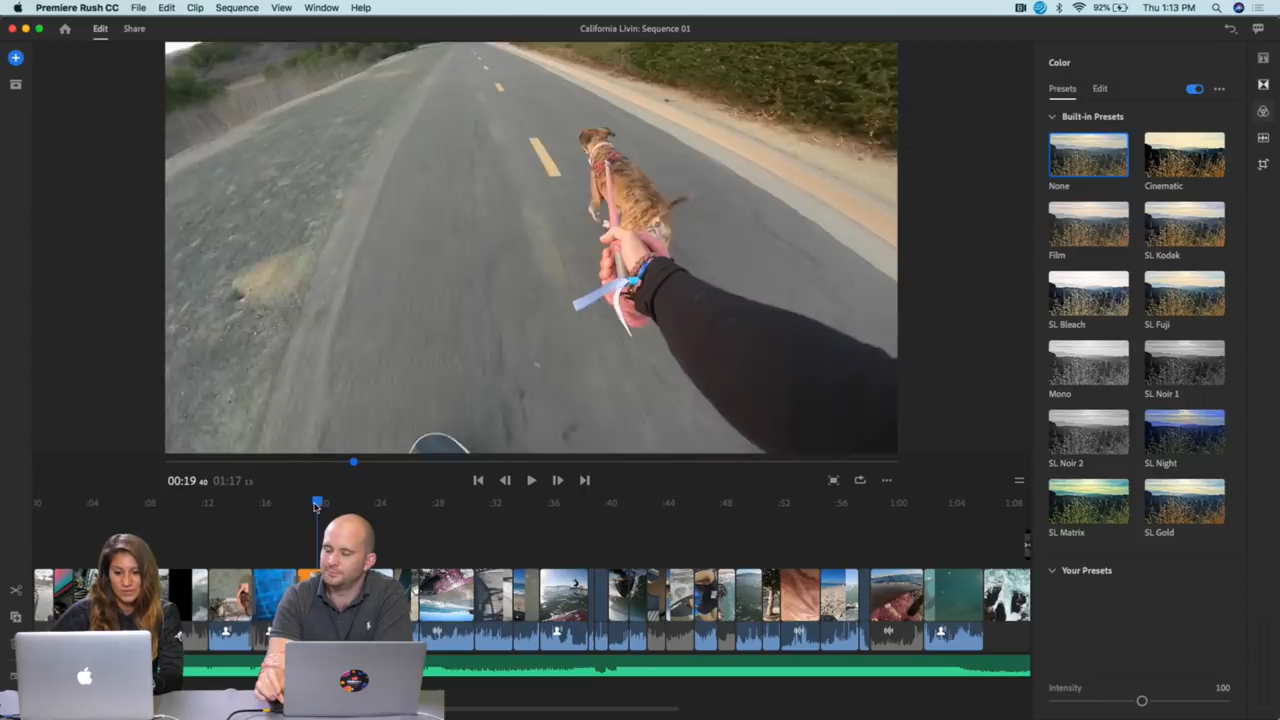 Premiere Rush CC File Edit Clip Sequence View Window Help 92% Thu 1:13 PM
Edit Share California Livin: Sequence 01
Color
Presets Edit
Built-in Presets
None Cinematic
Film SL Kodak
SL Bleach SL Fuji
Mono SL Noir 1
SL Noir 2 SL Night
SL Matrix SL Gold
Your Presets
Intensity 100
00:19 40 01:17 13
:04 :08 :12 :16 :20 :24 :28 :32 :36 :40 :44 :48 :52 :56 1:00 1:04 1:08